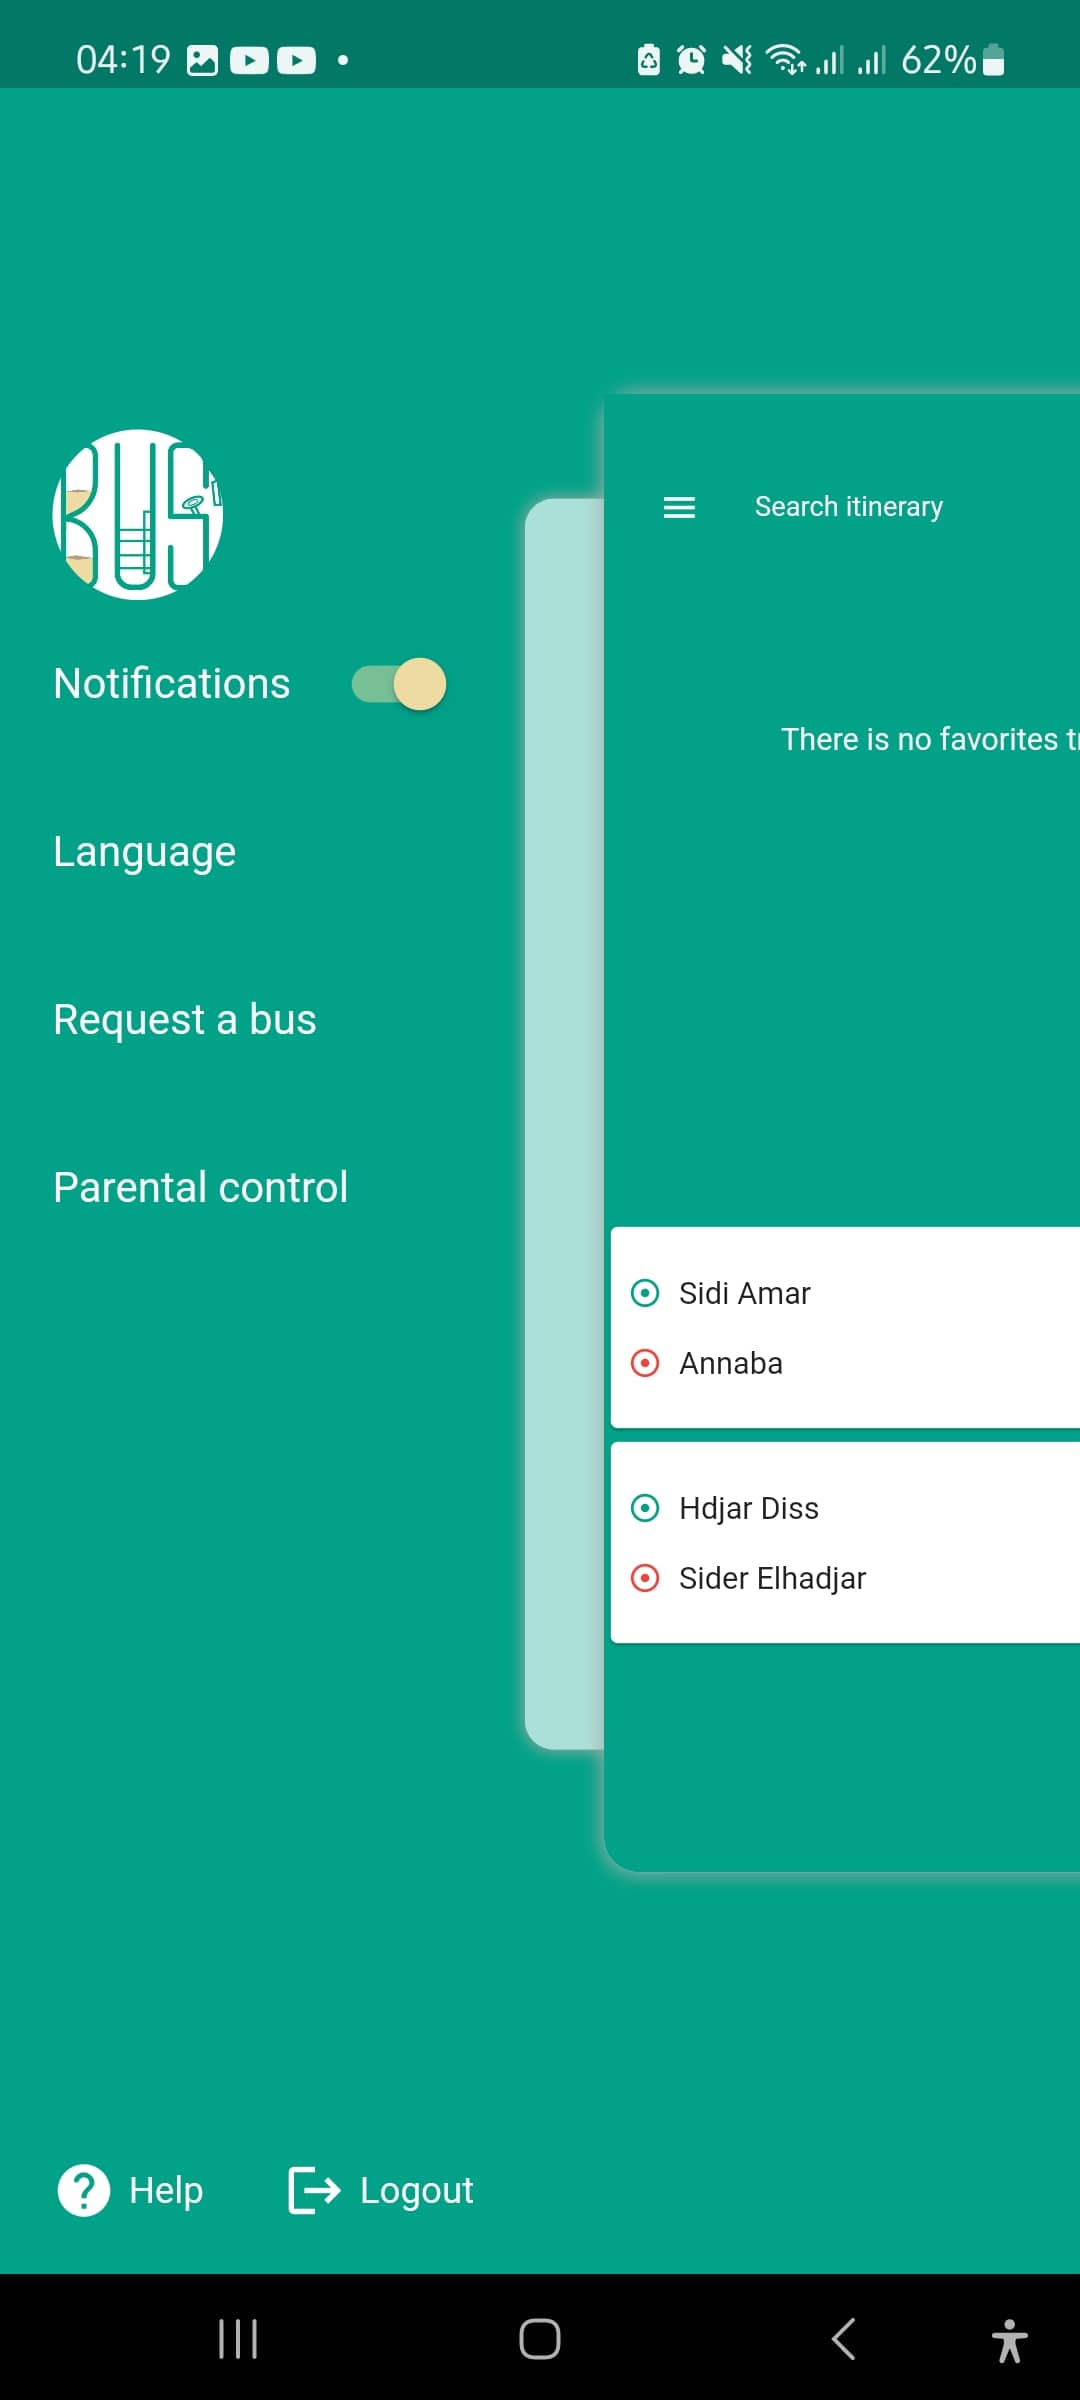 04:19
62%
BUS
Search itinerary
Notifications
There is no favorites
Language
Request a bus
Parental control
Sidi Amar
Annaba
Hdjar Diss
Sider Elhadjar
Help
Logout